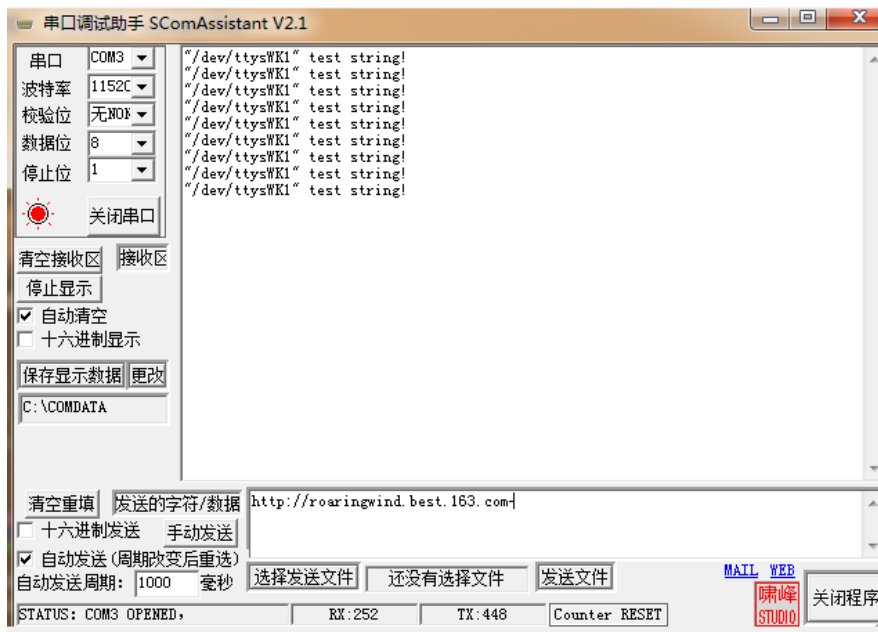 串口调试助手 SComAssistant V2.1
串口 COM3
波特率 11520
校验位 无NON
数据位 8
停止位 1
关闭串口
清空接收区 接收区
停止显示
自动清空
十六进制显示
保存显示数据 更改
C:\COMDATA
"/dev/ttysWK1" test string!
"/dev/ttysWK1" test string!
"/dev/ttysWK1" test string!
"/dev/ttysWK1" test string!
"/dev/ttysWK1" test string!
"/dev/ttysWK1" test string!
"/dev/ttysWK1" test string!
"/dev/ttysWK1" test string!
"/dev/ttysWK1" test string!
清空重填 发送的字符/数据 http://roaringwind.best.163.com
十六进制发送 手动发送
自动发送(周期改变后重选)
自动发送周期: 1000 毫秒 选择发送文件 还没有选择文件 发送文件
MAIL WEB
啸峰
STUDIO
关闭程序
STATUS: COM3 OPENED, RX:252 TX:448 Counter RESET